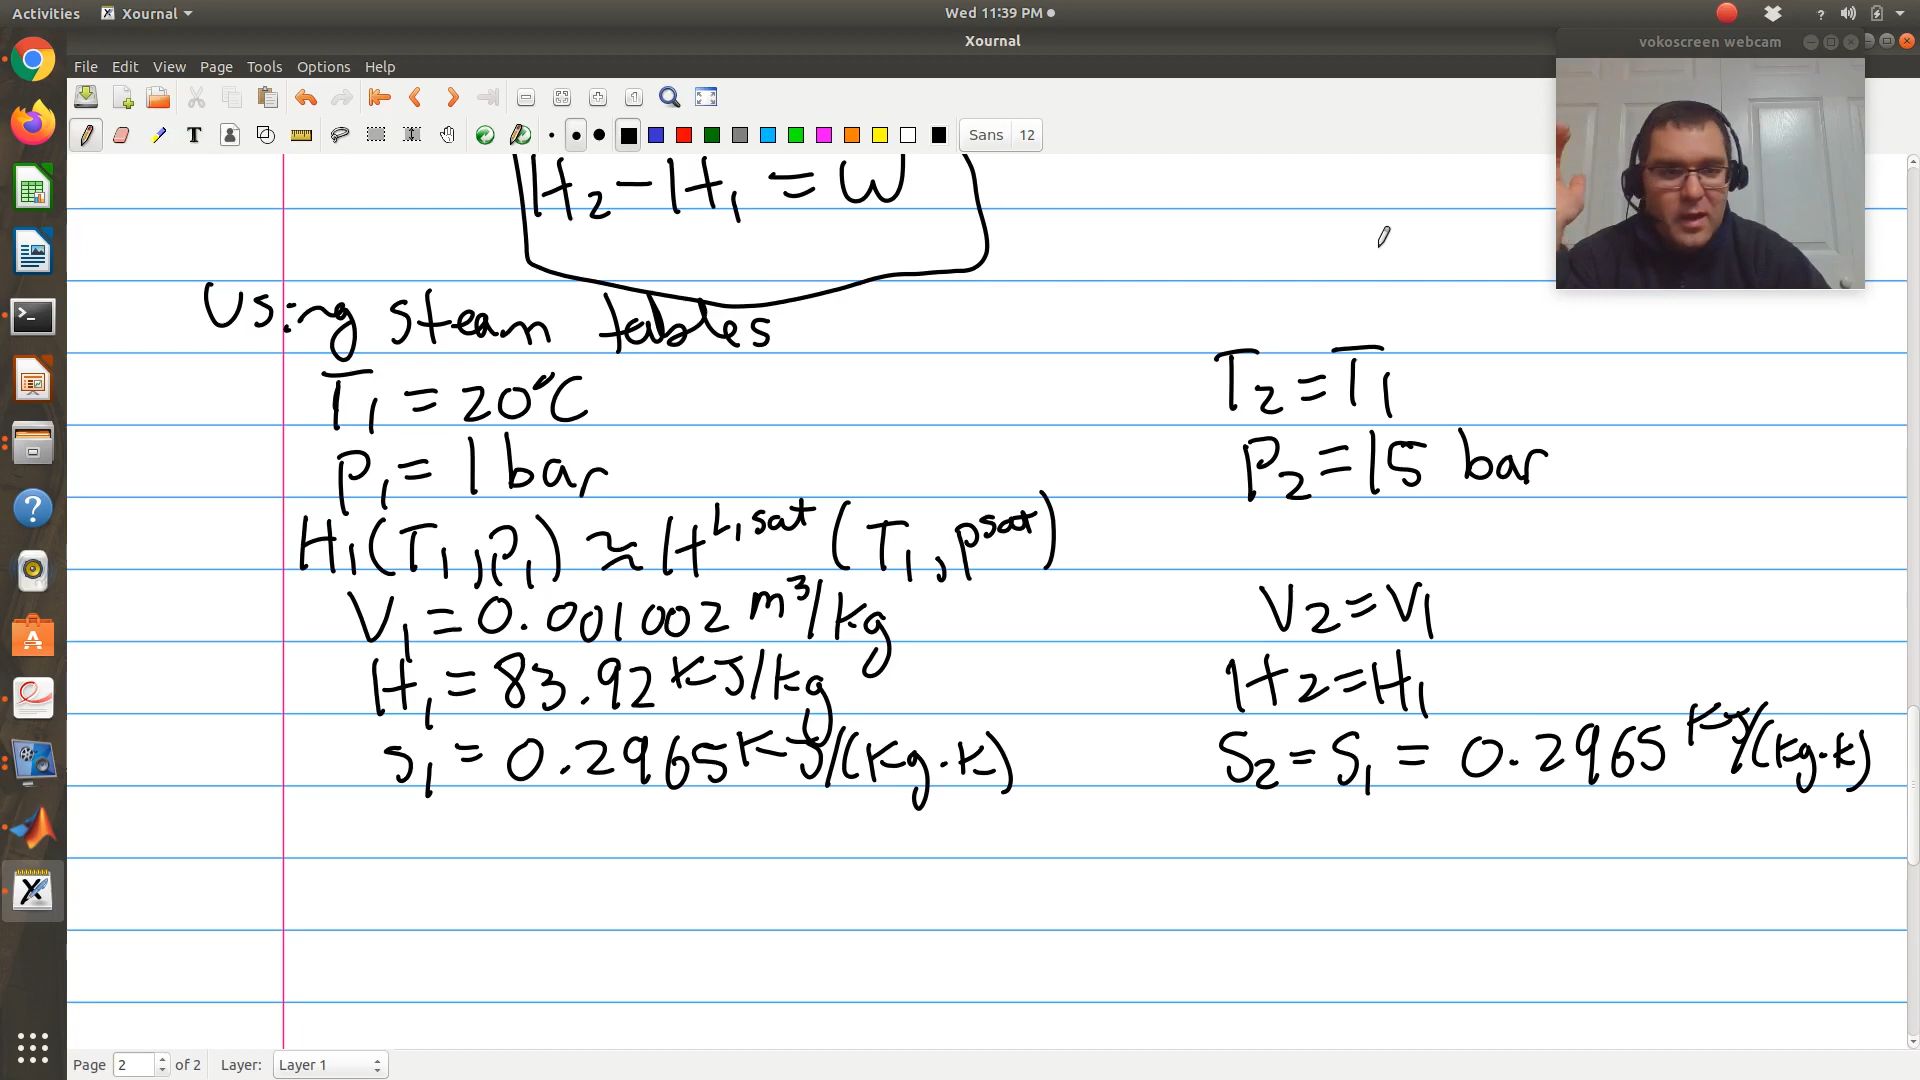 Activities Xournal Wed 11:39 PM
Xournal
vokoscreen webcam
File Edit View Page Tools Options Help
Sans 12
H₂ - H₁ = W
Using steam tables
T₁ = 20°C
T₂ = T₁
P₁ = 1 bar
P₂ = 15 bar
H₁(T₁,P₁) ≈ H^L,sat (T₁, P^sat)
V₁ = 0.001002 m³/kg
V₂ = V₁
H₁ = 83.92 KJ/kg
H₂ = H₁
S₁ = 0.2965 KJ/(kg·K)
S₂ = S₁ = 0.2965 KJ/(kg·K)
Page 2 of 2 Layer: Layer 1